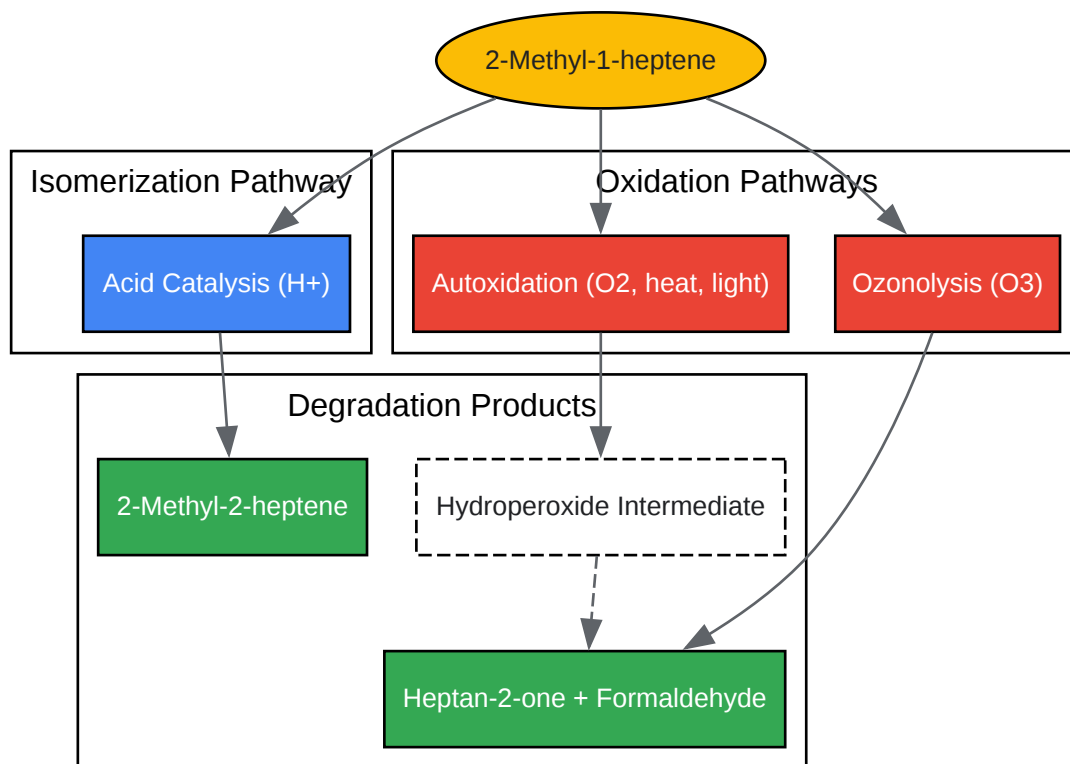 2-Methyl-1-heptene
Isomerization Pathway
Oxidation Pathways
Acid Catalysis (H+)
Autoxidation (O2, heat, light)
Ozonolysis (O3)
Degradation Products
2-Methyl-2-heptene
Hydroperoxide Intermediate
Heptan-2-one + Formaldehyde